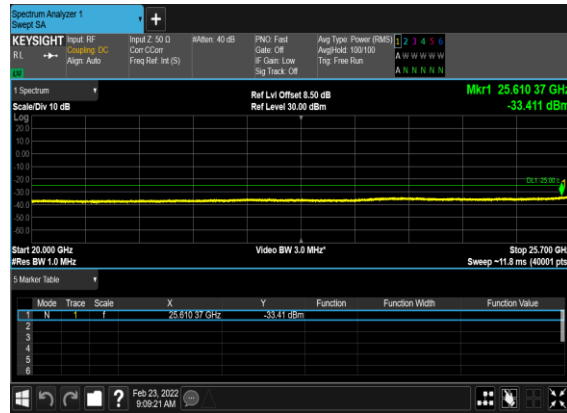 Spectrum Analyzer 1
Swept SA
+
KEYSIGHT Input: RF Input Z: 50 Ω #Atten: 40 dB PNO: Fast Avg Type: Power (RMS) 1 2 3 4 5 6
RL Coupling: DC Corr CCorr Gate: Off Avg|Hold: 100/100 A W W W W W
Align: Auto Freq Ref: Int (S) IF Gain: Low Trig: Free Run A N N N N N
Sig Track: Off
1 Spectrum
Ref Lvl Offset 8.50 dB Mkr1 25.610 37 GHz
Scale/Div 10 dB Ref Level 30.00 dBm -33.411 dBm
Log
20.0
10.0
0.00
-10.0
-20.0
-30.0
-40.0
-50.0
-60.0
Start 20.000 GHz Video BW 3.0 MHz* Stop 25.700 GHz
#Res BW 1.0 MHz Sweep ~11.8 ms (40001 pts)
5 Marker Table
Mode Trace Scale X Y Function Function Width Function Value
1 N 1 f 25.610 37 GHz -33.41 dBm
2
3
4
5
6
? Feb 23, 2022
9:09:21 AM